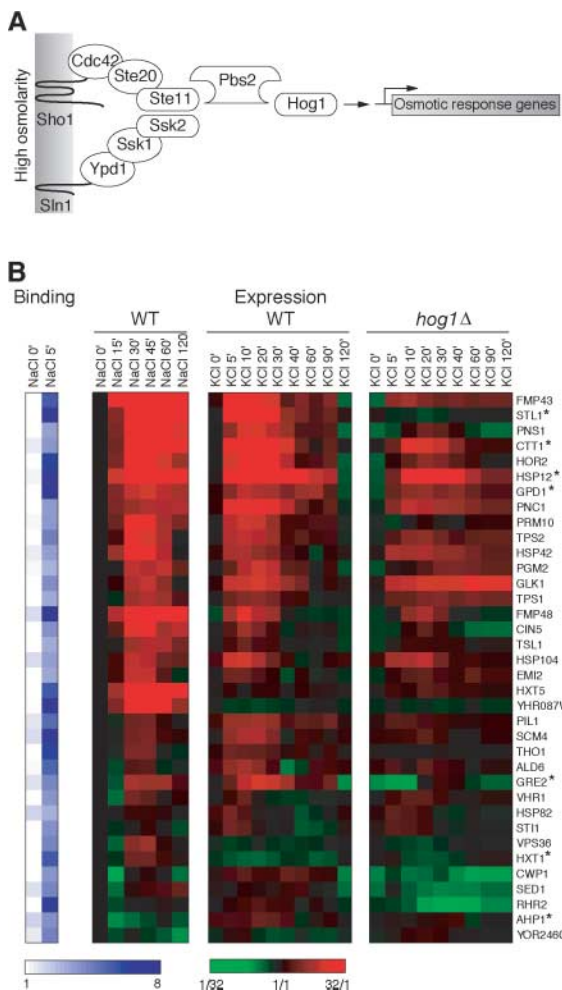 A
High osmolarity
Cdc42
Ste20
Ste11
Pbs2
Hog1
Osmotic response genes
Sho1
Ssk2
Ssk1
Ypd1
Sln1
B
Binding
Expression
WT
WT
hog1Δ
NaCl 0'
NaCl 5'
NaCl 0'
NaCl 15'
NaCl 30'
NaCl 45'
NaCl 60'
NaCl 120'
KCl 0'
KCl 5'
KCl 10'
KCl 20'
KCl 30'
KCl 40'
KCl 60'
KCl 90'
KCl 120'
KCl 0'
KCl 5'
KCl 10'
KCl 20'
KCl 30'
KCl 40'
KCl 60'
KCl 90'
KCl 120'
FMP43
STL1*
PNS1
CTT1*
HOR2
HSP12*
GPD1*
PNC1
PRM10
TPS2
HSP42
PGM2
GLK1
TPS1
FMP48
CIN5
TSL1
HSP104
EMI2
HXT5
YHR087W
PIL1
SCM4
THO1
ALD6
GRE2*
VHR1
HSP82
STI1
VPS36
HXT1*
CWP1
SED1
RHR2
AHP1*
1 8
1/32 1/1 32/1